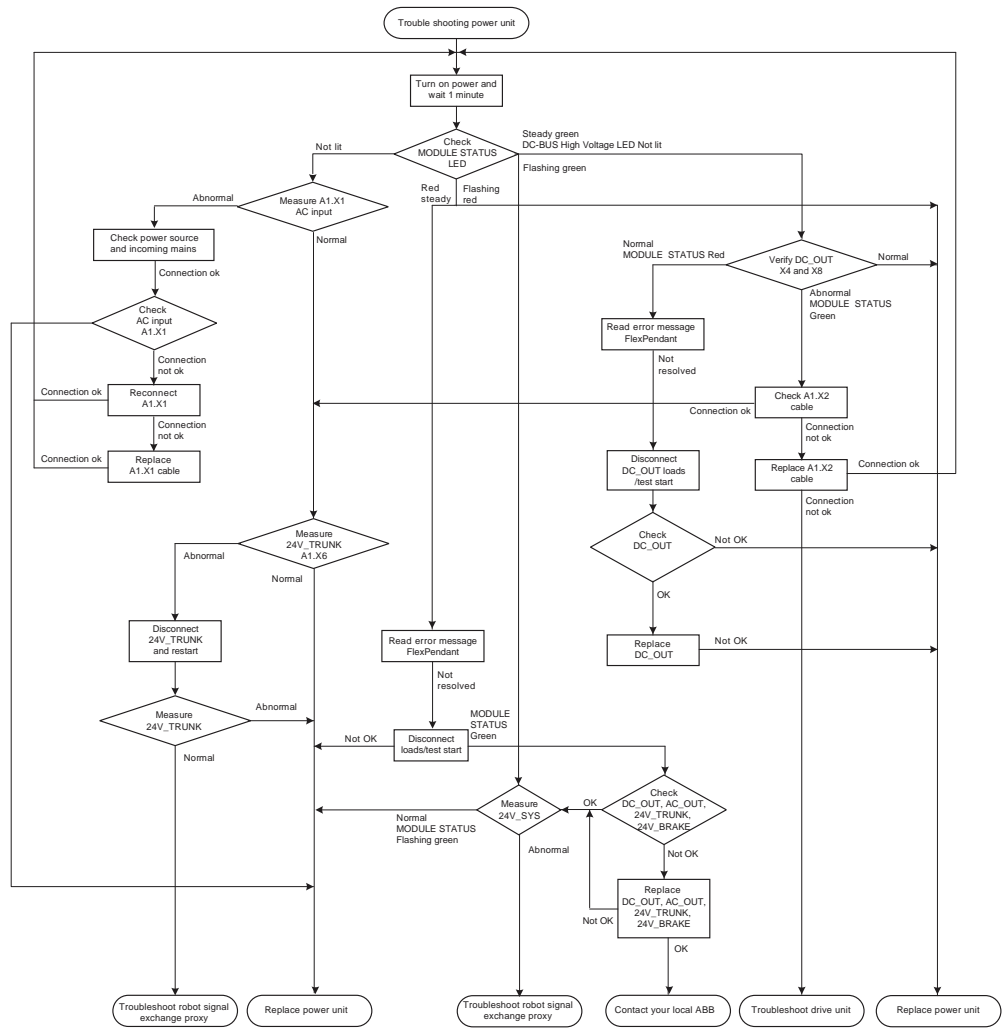 Trouble shooting power unit
Turn on power and
wait 1 minute
Check
MODULE STATUS
LED
Steady green
DC-BUS High Voltage LED Not lit
Flashing green
Not lit
Red
steady
Flashing
red
Measure A1.X1
AC input
Abnormal
Normal
Check power source
and incoming mains
Connection ok
Check
AC input
A1.X1
Connection
not ok
Reconnect
A1.X1
Connection ok
Connection
not ok
Replace
A1.X1 cable
Connection ok
Normal
MODULE STATUS Red
Verify DC_OUT
X4 and X8
Normal
Abnormal
MODULE STATUS
Green
Read error message
FlexPendant
Not
resolved
Check A1.X2
cable
Connection ok
Connection
not ok
Disconnect
DC_OUT loads
/test start
Replace A1.X2
cable
Connection ok
Connection
not ok
Check
DC_OUT
Not OK
OK
Replace
DC_OUT
Not OK
Measure
24V_TRUNK
A1.X6
Abnormal
Normal
Disconnect
24V_TRUNK
and restart
Measure
24V_TRUNK
Abnormal
Normal
Read error message
FlexPendant
Not
resolved
Disconnect
loads/test start
Not OK
MODULE
STATUS
Green
Measure
24V_SYS
OK
Normal
MODULE STATUS
Flashing green
Abnormal
Check
DC_OUT, AC_OUT,
24V_TRUNK,
24V_BRAKE
Not OK
Replace
DC_OUT, AC_OUT,
24V_TRUNK,
24V_BRAKE
Not OK
OK
Troubleshoot robot signal
exchange proxy
Replace power unit
Troubleshoot robot signal
exchange proxy
Contact your local ABB
Troubleshoot drive unit
Replace power unit